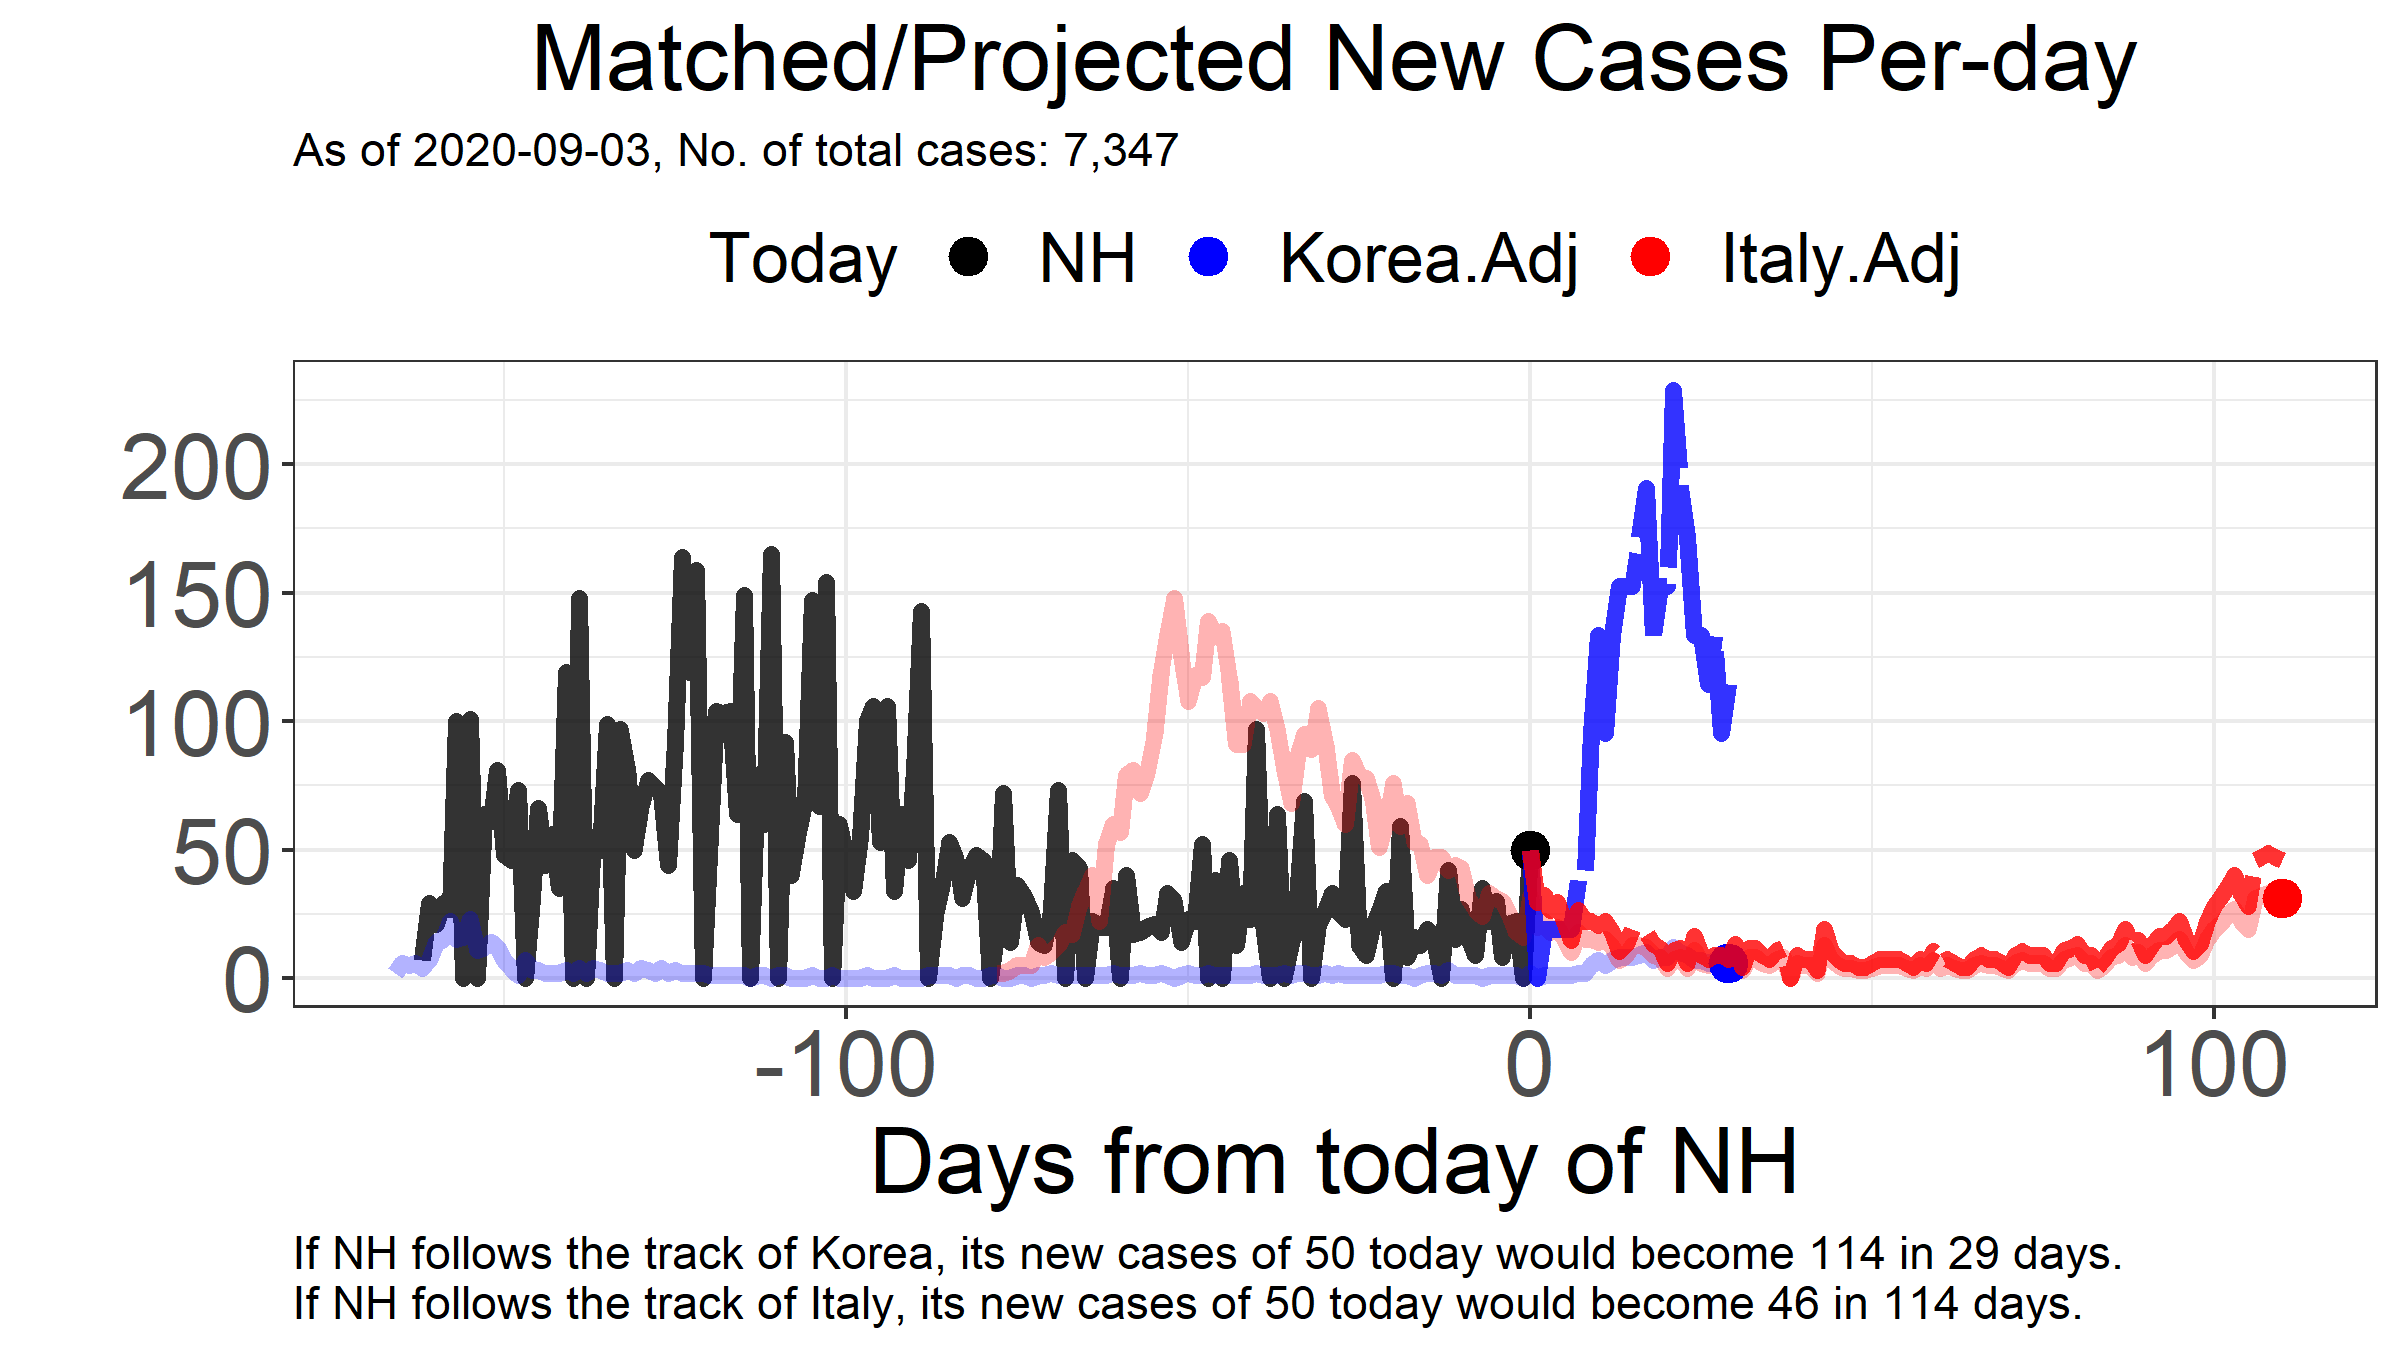 Matched/Projected New Cases Per-day
As of 2020-09-03, No. of total cases: 7,347
Today NH Korea.Adj Italy.Adj
200
150
100
50
0
-100 0 100
Days from today of NH
If NH follows the track of Korea, its new cases of 50 today would become 114 in 29 days.
If NH follows the track of Italy, its new cases of 50 today would become 46 in 114 days.